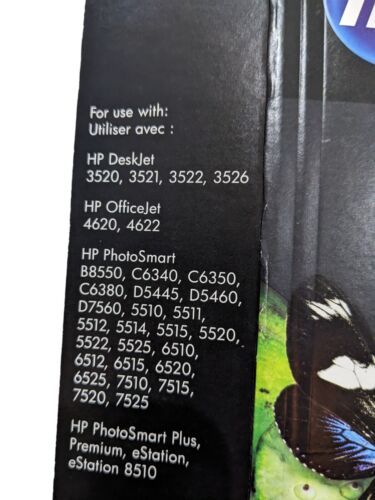 For use with:
Utiliser avec :
HP DeskJet
3520, 3521, 3522, 3526
HP OfficeJet
4620, 4622
HP PhotoSmart
B8550, C6340, C6350,
C6380, D5445, D5460,
D7560, 5510, 5511,
5512, 5514, 5515, 5520,
5522, 5525, 6510,
6512, 6515, 6520,
6525, 7510, 7515,
7520, 7525
HP PhotoSmart Plus,
Premium, eStation,
eStation 8510